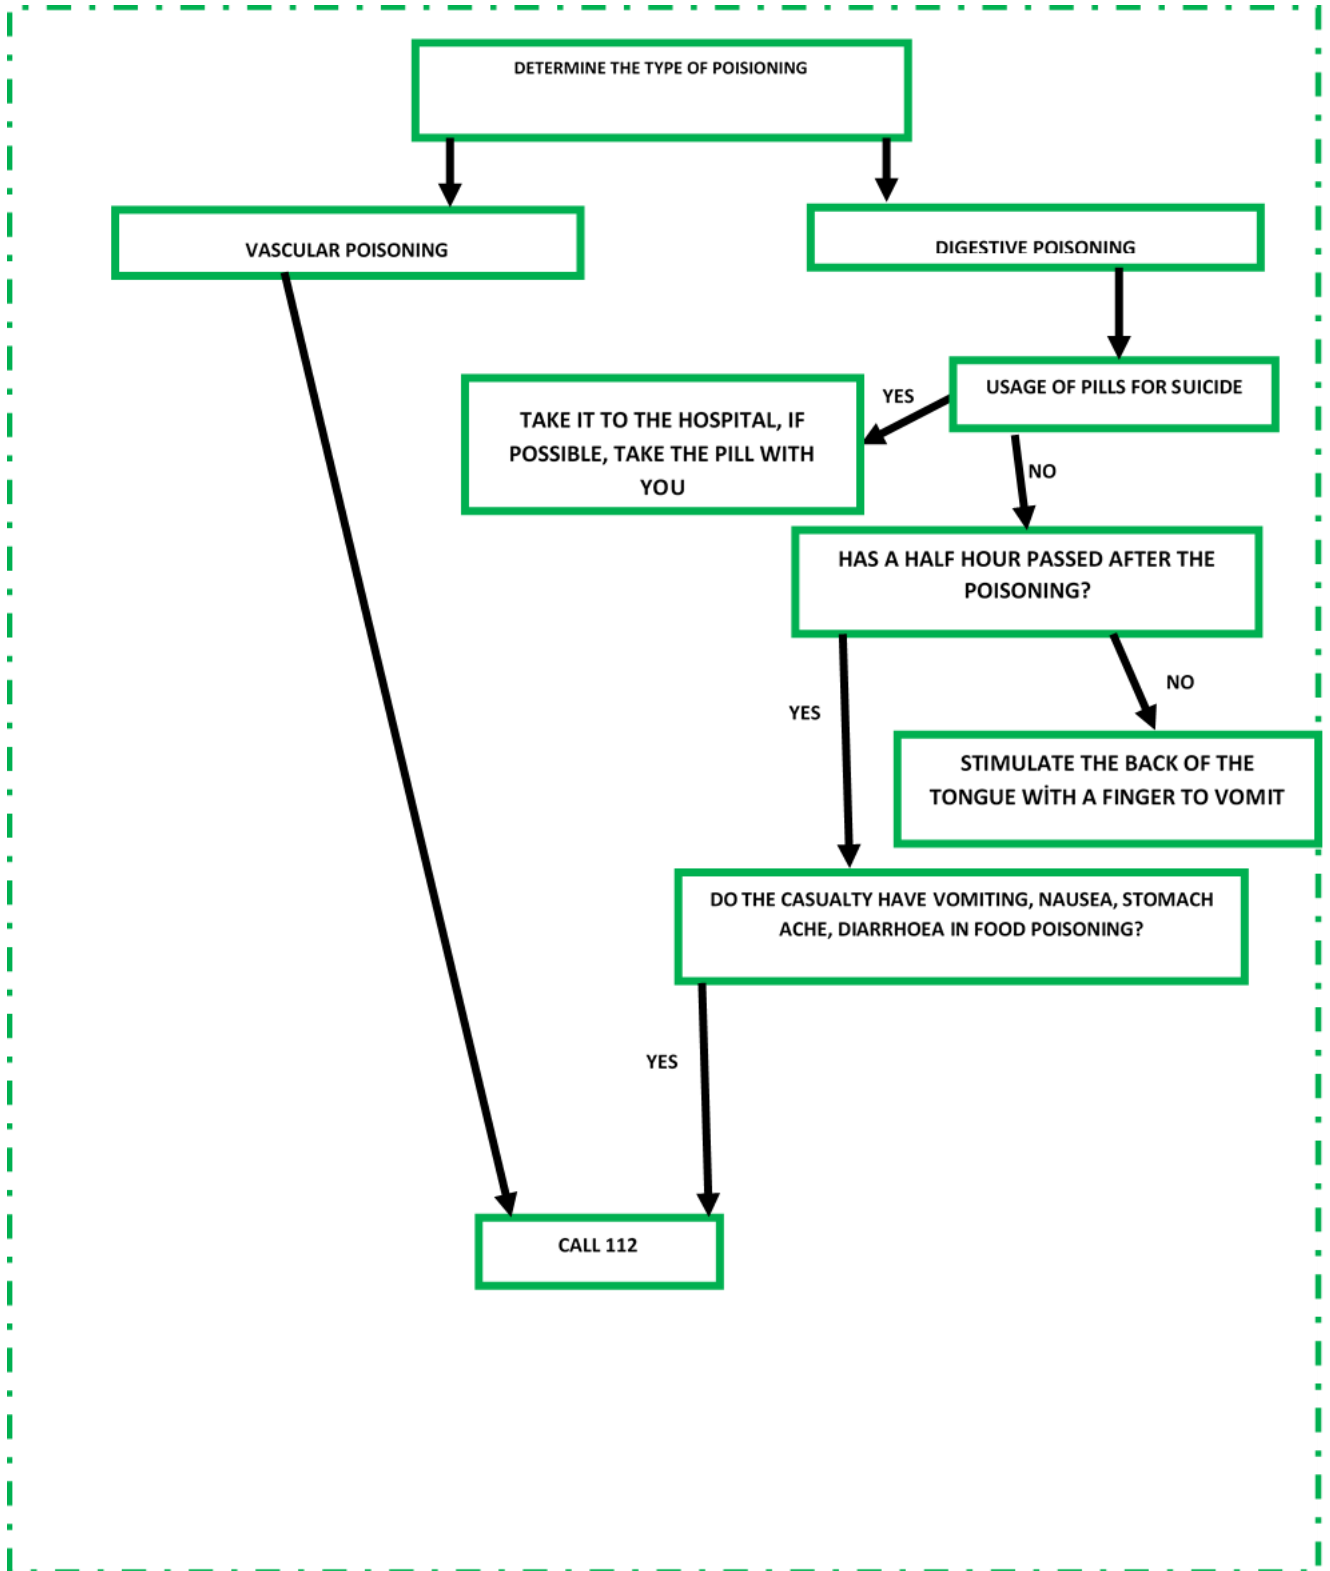 DETERMINE THE TYPE OF POISIONING
VASCULAR POISONING
DIGESTIVE POISONING
USAGE OF PILLS FOR SUICIDE
YES
TAKE IT TO THE HOSPITAL, IF
POSSIBLE, TAKE THE PILL WITH
YOU
NO
HAS A HALF HOUR PASSED AFTER THE
POISONING?
NO
YES
STIMULATE THE BACK OF THE
TONGUE WİTH A FINGER TO VOMIT
DO THE CASUALTY HAVE VOMITING, NAUSEA, STOMACH
ACHE, DIARRHOEA IN FOOD POISONING?
YES
CALL 112